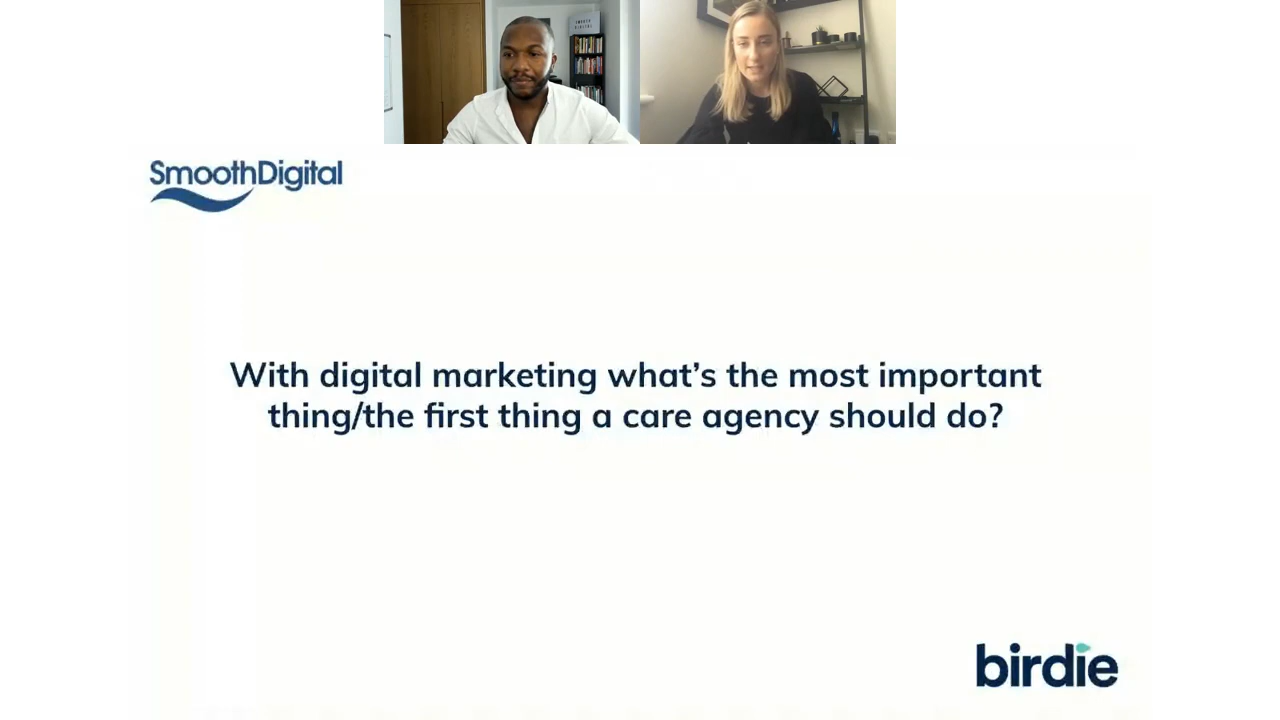 SmoothDigital
With digital marketing what's the most important
thing/the first thing a care agency should do?
birdie